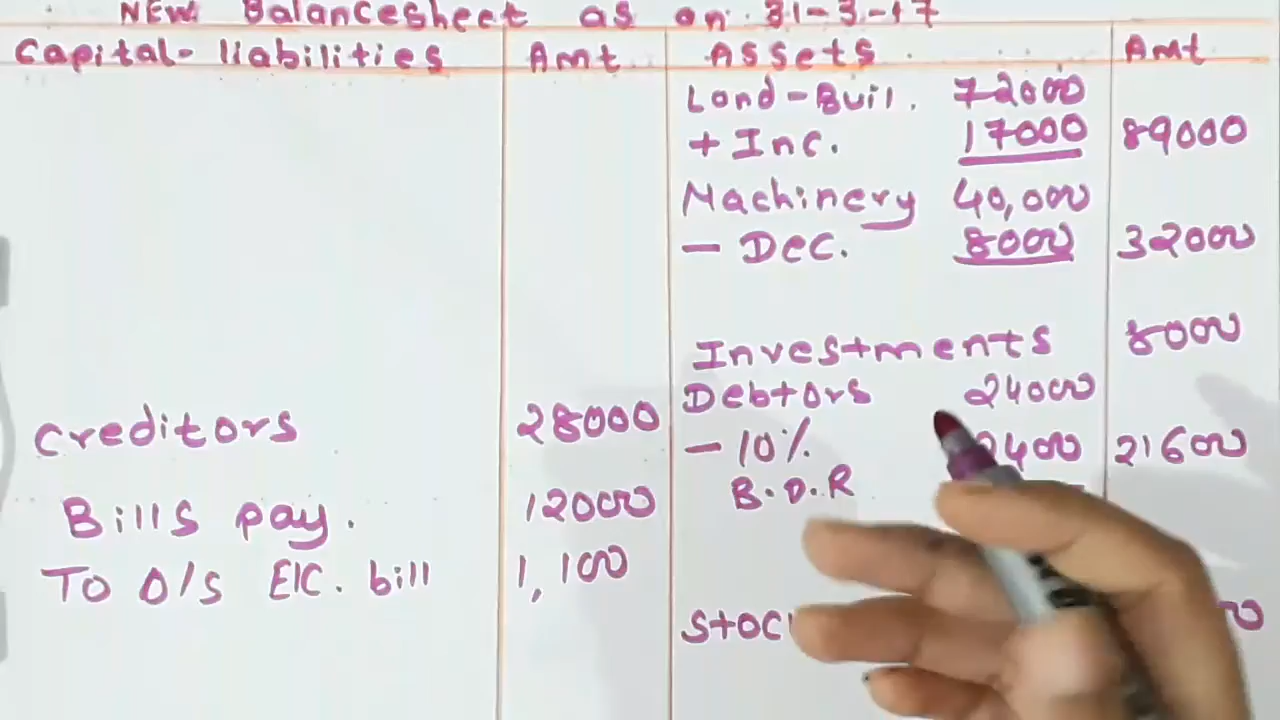 NEW Balancesheet as on 31-3-17
Capital- liabilities Amt Assets Amt
Land-Buil. 72000
+ Inc. 17000 89000
Machinery 40,000
- Dec. 8000 32000
Investments 8000
Debtors 24000
Creditors 28000
- 10% 2400 21600
B.D.R
Bills pay. 12000
To O/S Elc. bill 1,100